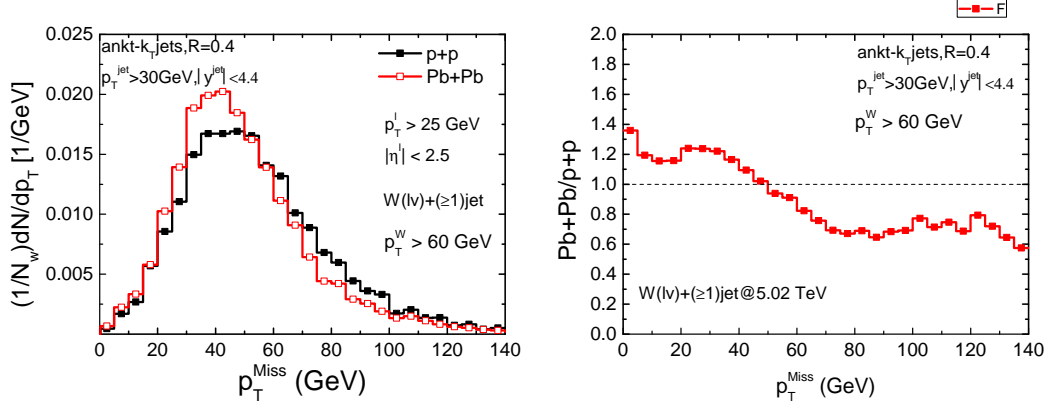 ankt-k_T jets, R=0.4
p_T^jet>30GeV,| y^jet| <4.4
p+p
Pb+Pb
p_T^l > 25 GeV
|η^l| < 2.5
W(lv)+(≥1)jet
p_T^W > 60 GeV
(1/N_w)dN/dp_T [1/GeV]
0.025
0.020
0.015
0.010
0.005
0 20 40 60 80 100 120 140
p_T^Miss (GeV)
F
ankt-k_T jets, R=0.4
p_T^jet>30GeV,| y^jet| <4.4
p_T^W > 60 GeV
Pb+Pb/p+p
2.0
1.8
1.6
1.4
1.2
1.0
0.8
0.6
0.4
0.2
0.0
W(lv)+(≥1)jet@5.02 TeV
0 20 40 60 80 100 120 140
p_T^Miss (GeV)